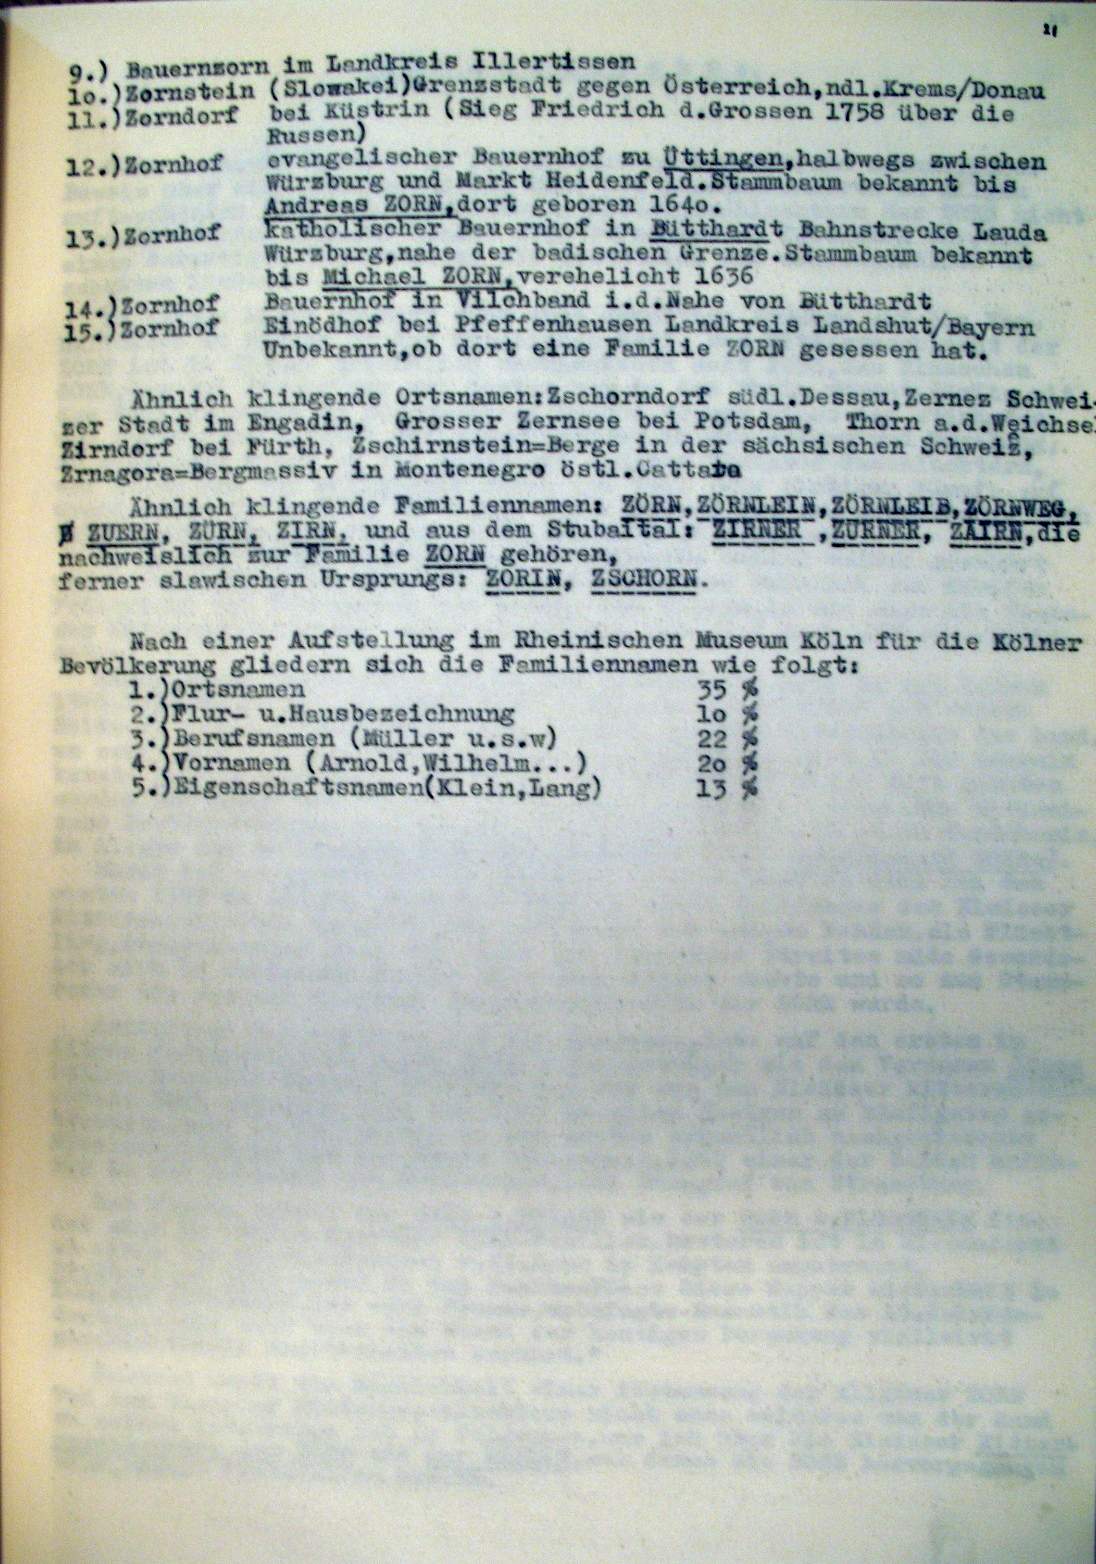 21
9.) Bauernzorn im Landkreis Illertissen
1o.)Zornstein (Slowakei)Grenzstadt gegen Österreich,ndl.Krems/Donau
11.)Zorndorf bei Küstrin (Sieg Friedrich d.Grossen 1758 über die
Russen)
12.)Zornhof evangelischer Bauernhof zu Üttingen,halbwegs zwischen
Würzburg und Markt Heidenfeld.Stammbaum bekannt bis
Andreas ZORN,dort geboren 164o.
13.)Zornhof katholischer Bauernhof in Bütthardt Bahnstrecke Lauda
Würzburg,nahe der badischen Grenze.Stammbaum bekannt
bis Michael ZORN,verehelicht 1636
14.)Zornhof Bauernhof in Vilchband i.d.Nahe von Bütthardt
15.)Zornhof Einödhof bei Pfeffenhausen Landkreis Landshut/Bayern
Unbekannt,ob dort eine Familie ZORN gesessen hat.
Ähnlich klingende Ortsnamen:Zschorndorf südl.Dessau,Zernez Schwei-
zer Stadt im Engadin, Grosser Zernsee bei Potsdam, Thorn a.d.Weichsel
Zirndorf bei Fürth, Zschirnstein=Berge in der sächsischen Schweiz,
Zrnagora=Bergmassiv in Montenegro östl.
Ähnlich klingende Familiennamen: ZÖRN,ZÖRNLEIN,ZÖRNLEIB,ZÖRNWEG,
ZUERN, ZÜRN, ZIRN, und aus dem Stubaital: ZIRNER ,ZURNER, ZAIRN,die
nachweislich zur Familie ZORN gehören,
ferner slawischen Ursprungs: ZORIN, ZSCHORN.
Nach einer Aufstellung im Rheinischen Museum Köln für die Kölner
Bevölkerung gliedern sich die Familiennamen wie folgt:
1.)Ortsnamen 35 %
2.)Flur- u.Hausbezeichnung 1o %
3.)Berufsnamen (Müller u.s.w) 22 %
4.)Vornamen (Arnold,Wilhelm...) 2o %
5.)Eigenschaftsnamen(Klein,Lang) 13 %